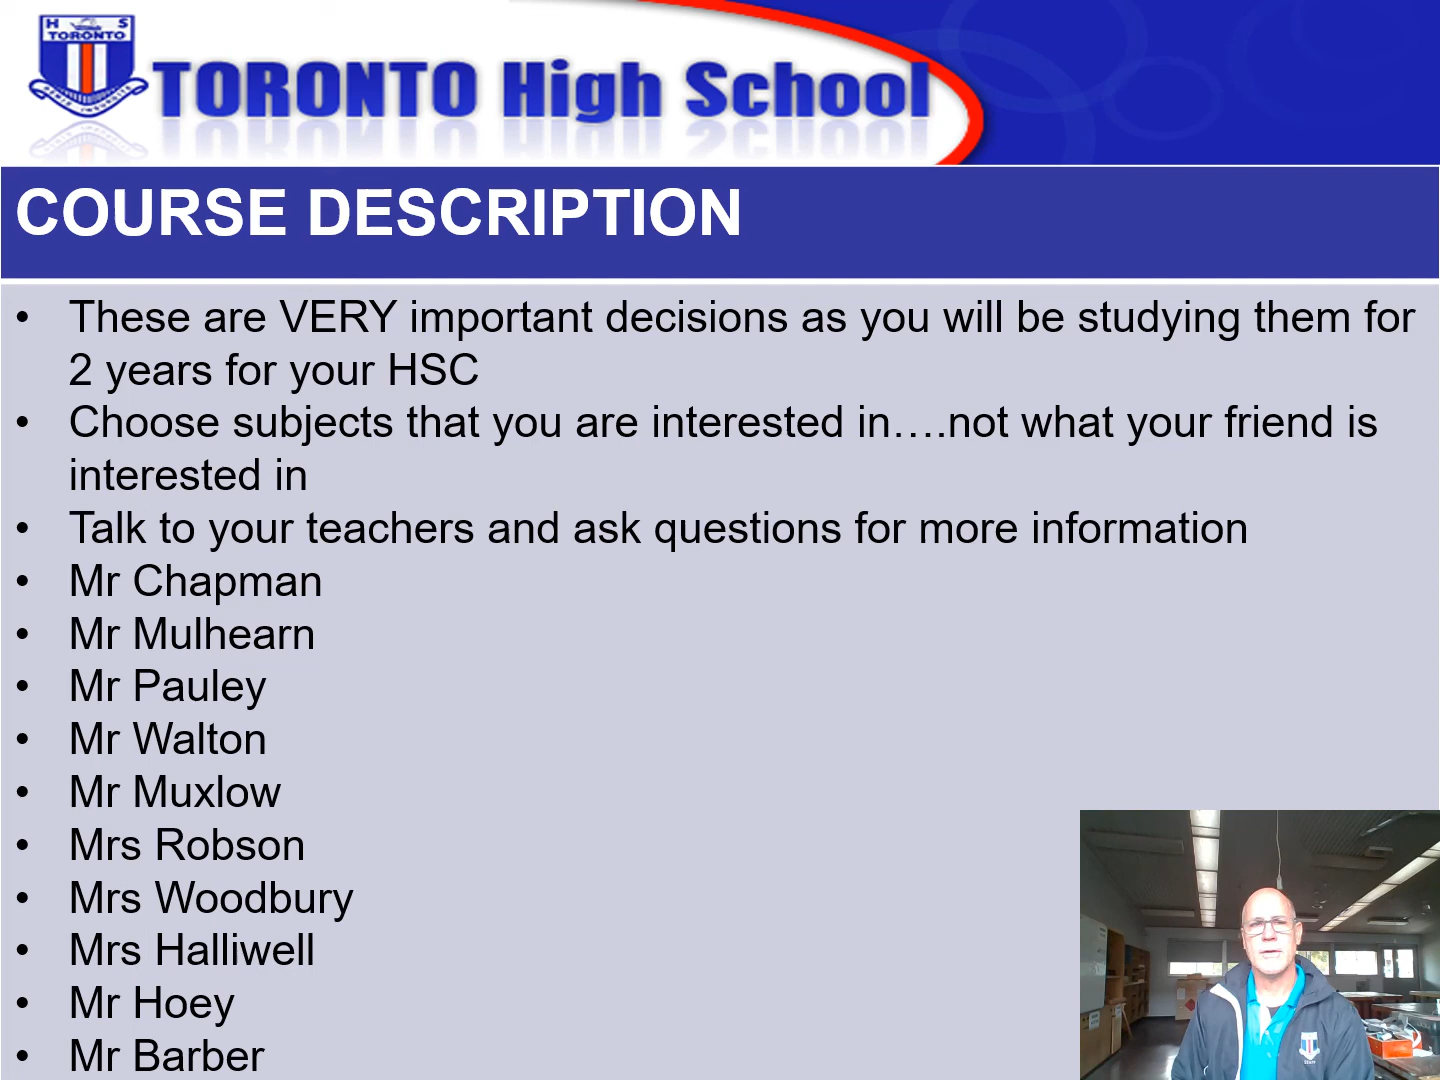 H S
TORONTO
TORONTO High School
COURSE DESCRIPTION
• These are VERY important decisions as you will be studying them for
2 years for your HSC
• Choose subjects that you are interested in….not what your friend is
interested in
• Talk to your teachers and ask questions for more information
• Mr Chapman
• Mr Mulhearn
• Mr Pauley
• Mr Walton
• Mr Muxlow
• Mrs Robson
• Mrs Woodbury
• Mrs Halliwell
• Mr Hoey
• Mr Barber
STAFF